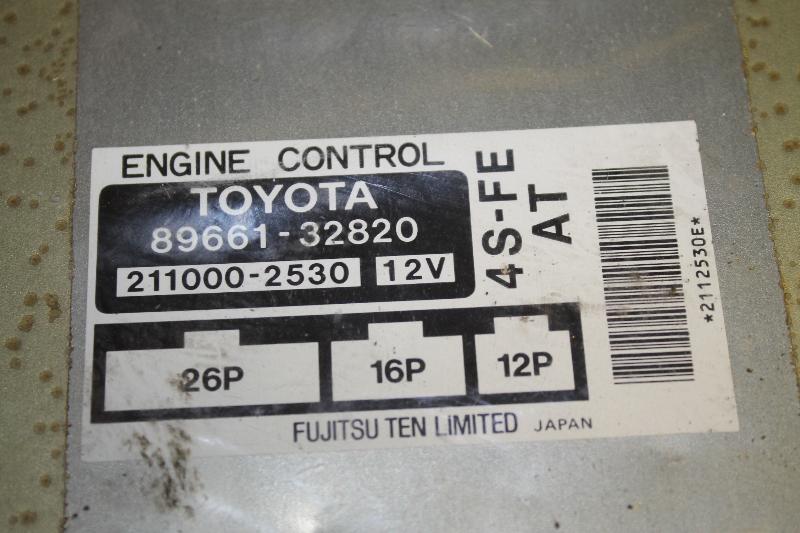 ENGINE CONTROL
TOYOTA
89661-32820
211000-2530 12V
4S-FE
AT
*2112530E*
26P 16P 12P
FUJITSU TEN LIMITED JAPAN